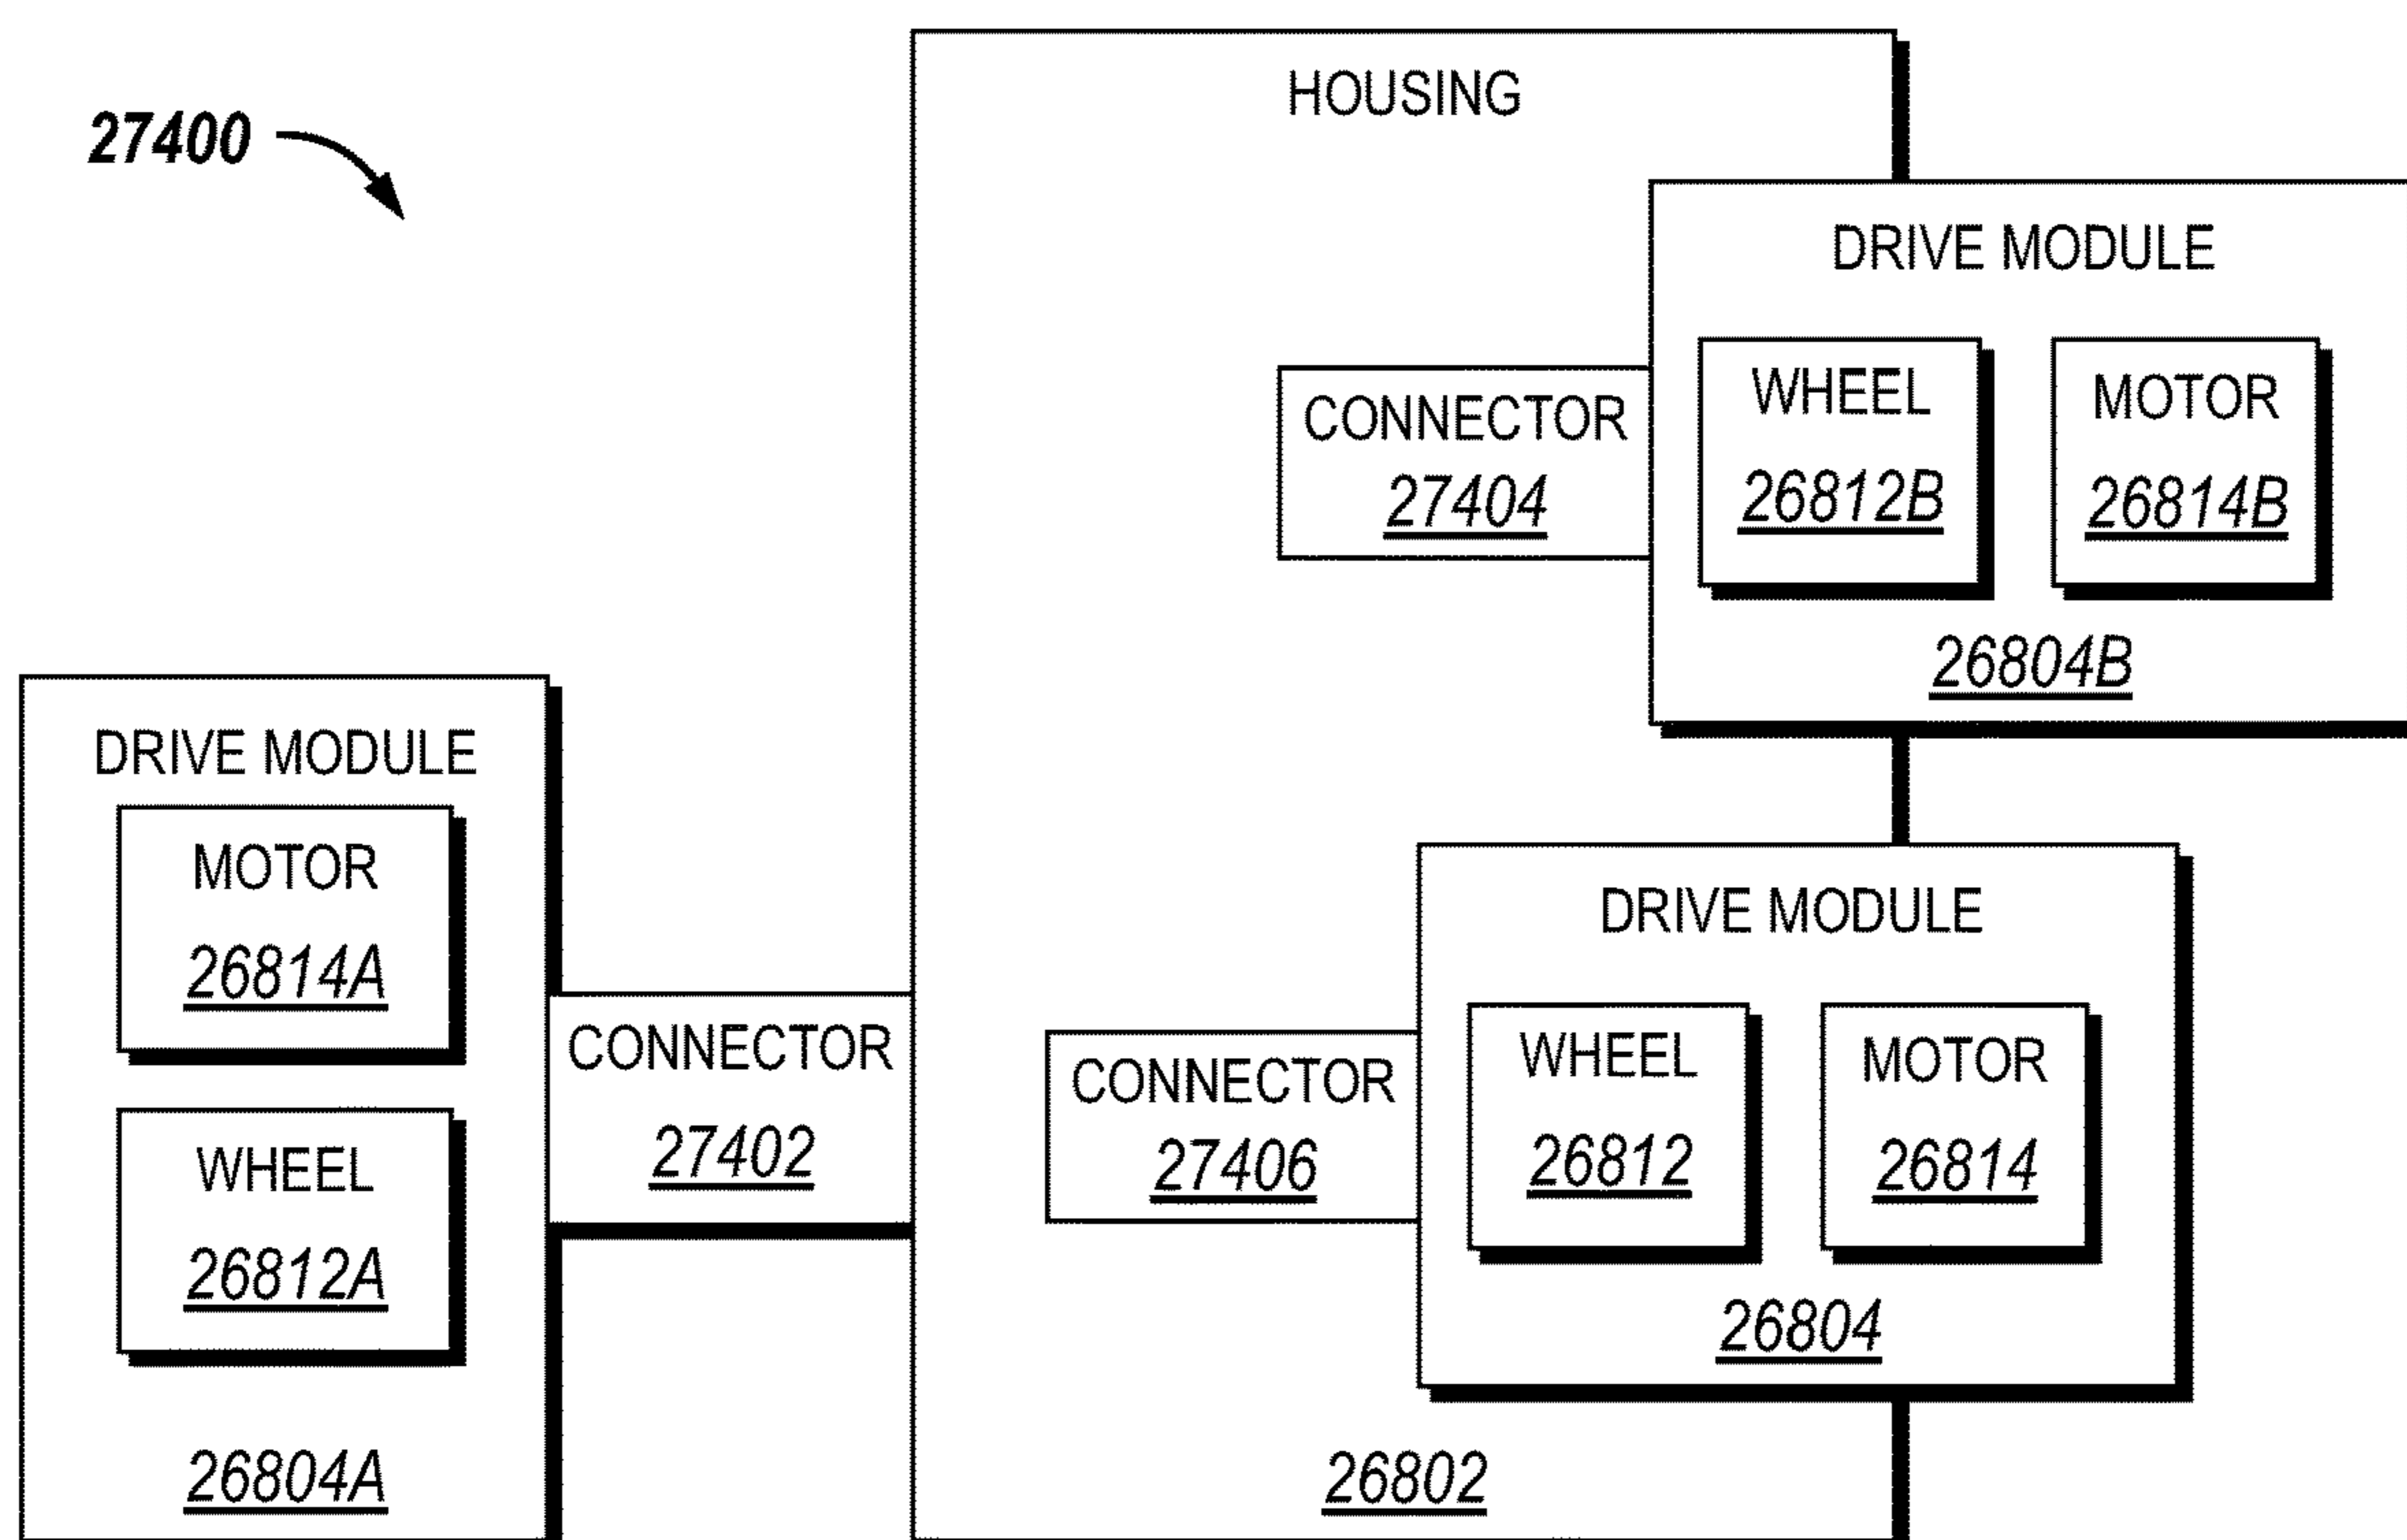 27400
HOUSING
DRIVE MODULE
WHEEL
26812B
MOTOR
26814B
26804B
CONNECTOR
27404
DRIVE MODULE
MOTOR
26814A
WHEEL
26812A
26804A
CONNECTOR
27402
DRIVE MODULE
WHEEL
26812
MOTOR
26814
26804
CONNECTOR
27406
26802